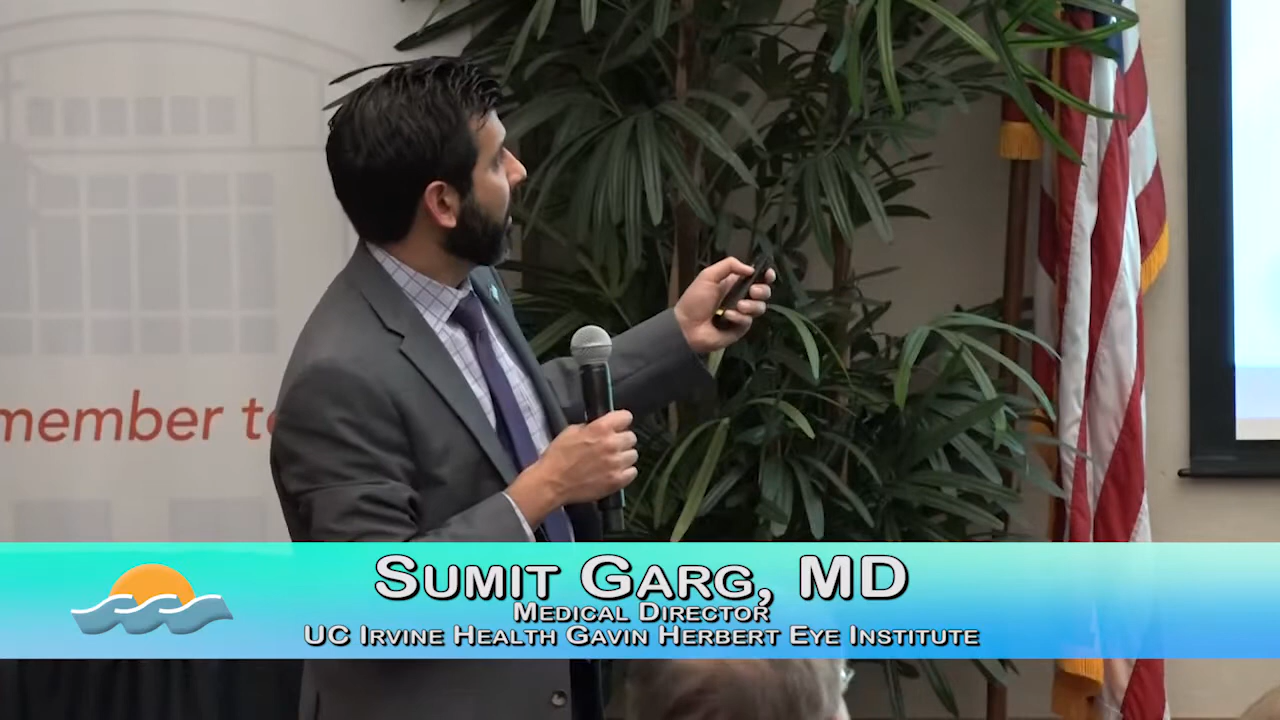 member to
SUMIT GARG, MD
MEDICAL DIRECTOR
UC IRVINE HEALTH GAVIN HERBERT EYE INSTITUTE